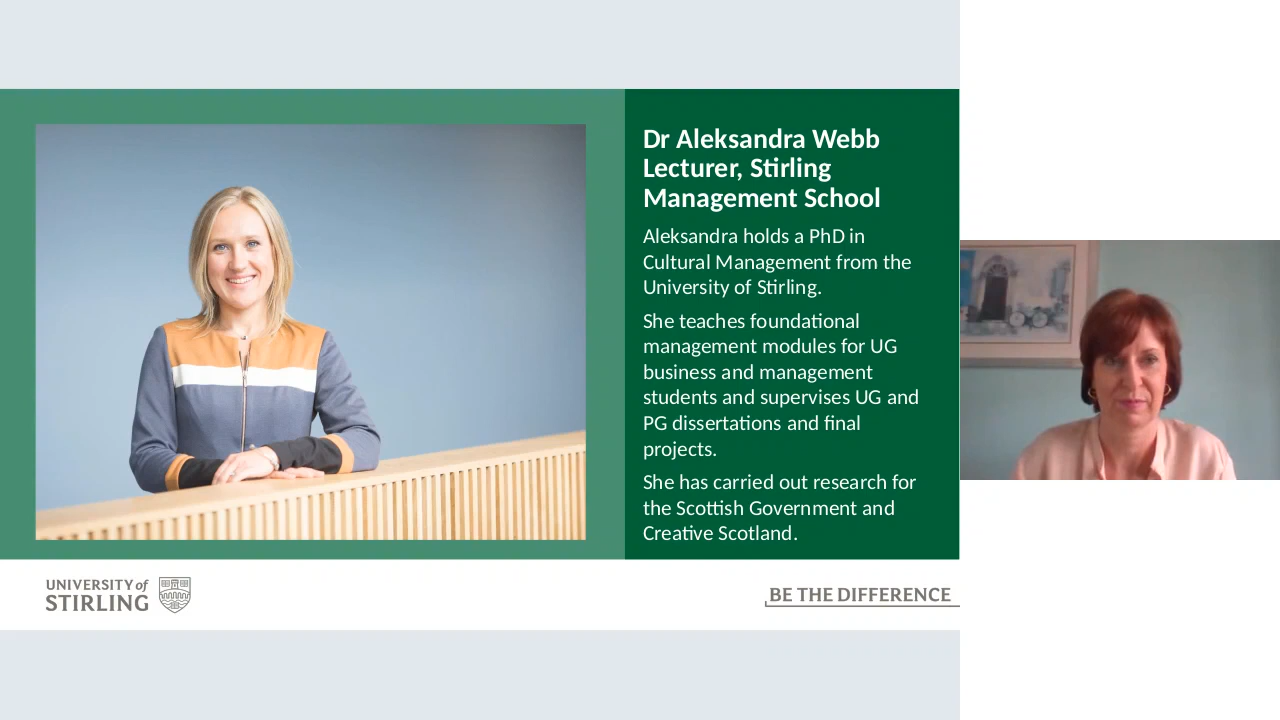 Dr Aleksandra Webb
Lecturer, Stirling
Management School
Aleksandra holds a PhD in
Cultural Management from the
University of Stirling.
She teaches foundational
management modules for UG
business and management
students and supervises UG and
PG dissertations and final
projects.
She has carried out research for
the Scottish Government and
Creative Scotland.
UNIVERSITY of
STIRLING
BE THE DIFFERENCE